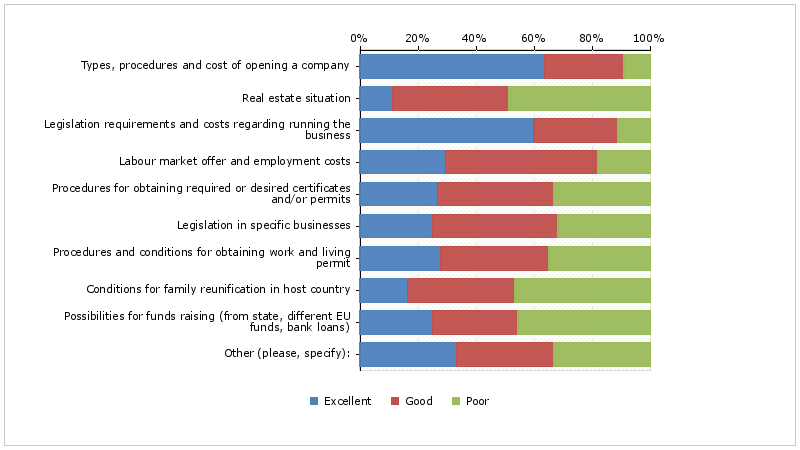 0% 20% 40% 60% 80% 100%
Types, procedures and cost of opening a company
Real estate situation
Legislation requirements and costs regarding running the
business
Labour market offer and employment costs
Procedures for obtaining required or desired certificates
and/or permits
Legislation in specific businesses
Procedures and conditions for obtaining work and living
permit
Conditions for family reunification in host country
Possibilities for funds raising (from state, different EU
funds, bank loans)
Other (please, specify):
Excellent Good Poor